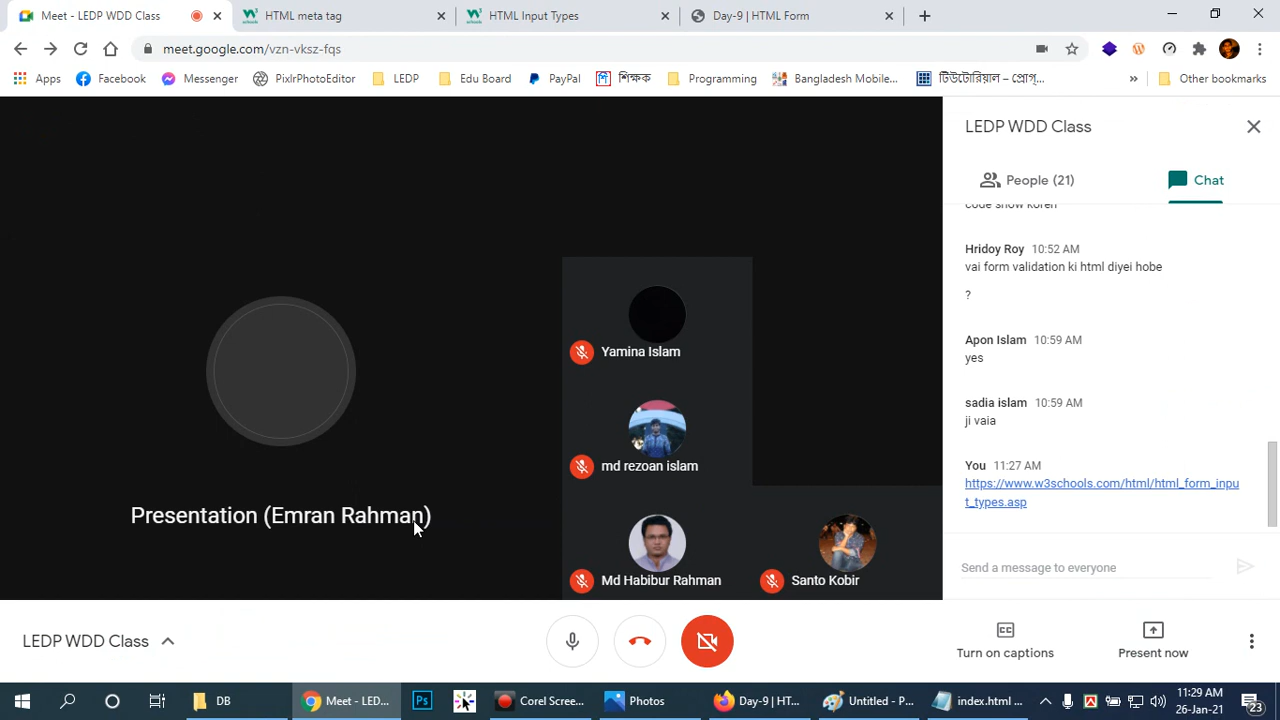 Meet - LEDP WDD Class
HTML meta tag
HTML Input Types
Day-9 | HTML Form
meet.google.com/vzn-vksz-fqs
Apps
Facebook
Messenger
PixlrPhotoEditor
LEDP
Edu Board
PayPal
শিক্ষক
Programming
Bangladesh Mobile...
টিউটোরিয়াল – প্রোগ্...
»
Other bookmarks
LEDP WDD Class
People (21)
Chat
code show koren
Hridoy Roy 10:52 AM
vai form validation ki html diyei hobe
?
Apon Islam 10:59 AM
yes
sadia islam 10:59 AM
ji vaia
You 11:27 AM
https://www.w3schools.com/html/html_form_inpu
t_types.asp
Send a message to everyone
Presentation (Emran Rahman)
Yamina Islam
md rezoan islam
Md Habibur Rahman
Santo Kobir
LEDP WDD Class
Turn on captions
Present now
DB
Meet - LED...
Ps
Corel Scree...
Photos
Day-9 | HT...
Untitled - P...
index.html ...
11:29 AM
26-Jan-21
23